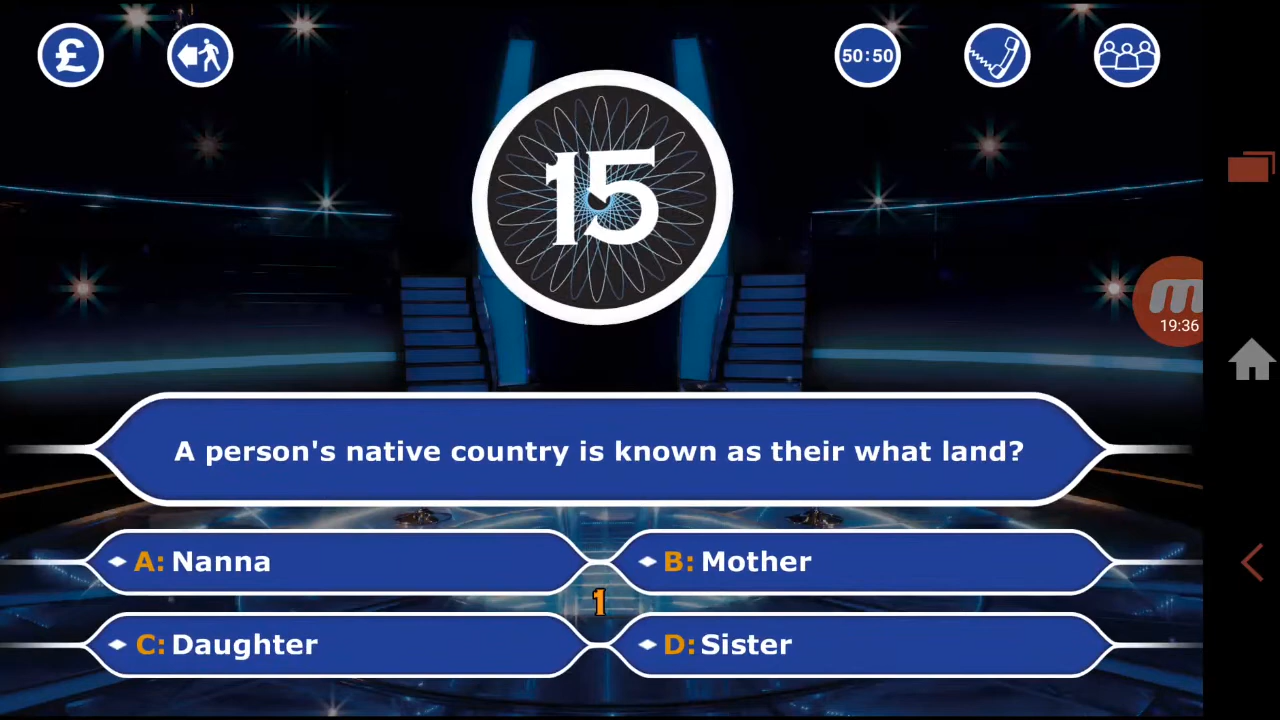 £
50:50
15
m
19:36
A person's native country is known as their what land?
A: Nanna
B: Mother
1
C: Daughter
D: Sister